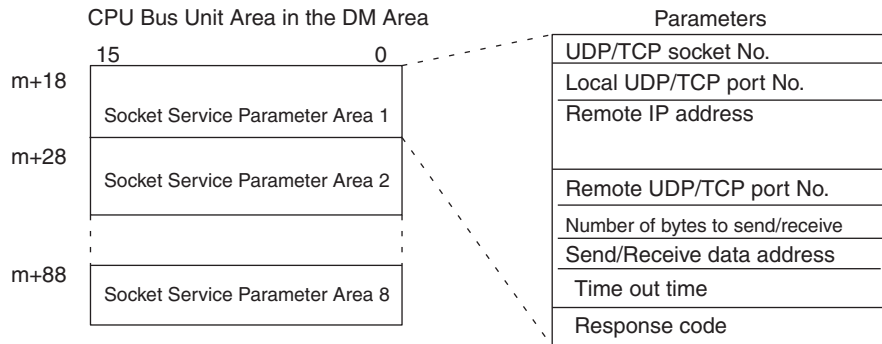 CPU Bus Unit Area in the DM Area
15 0
m+18
Socket Service Parameter Area 1
m+28
Socket Service Parameter Area 2
m+88
Socket Service Parameter Area 8
Parameters
UDP/TCP socket No.
Local UDP/TCP port No.
Remote IP address
Remote UDP/TCP port No.
Number of bytes to send/receive
Send/Receive data address
Time out time
Response code